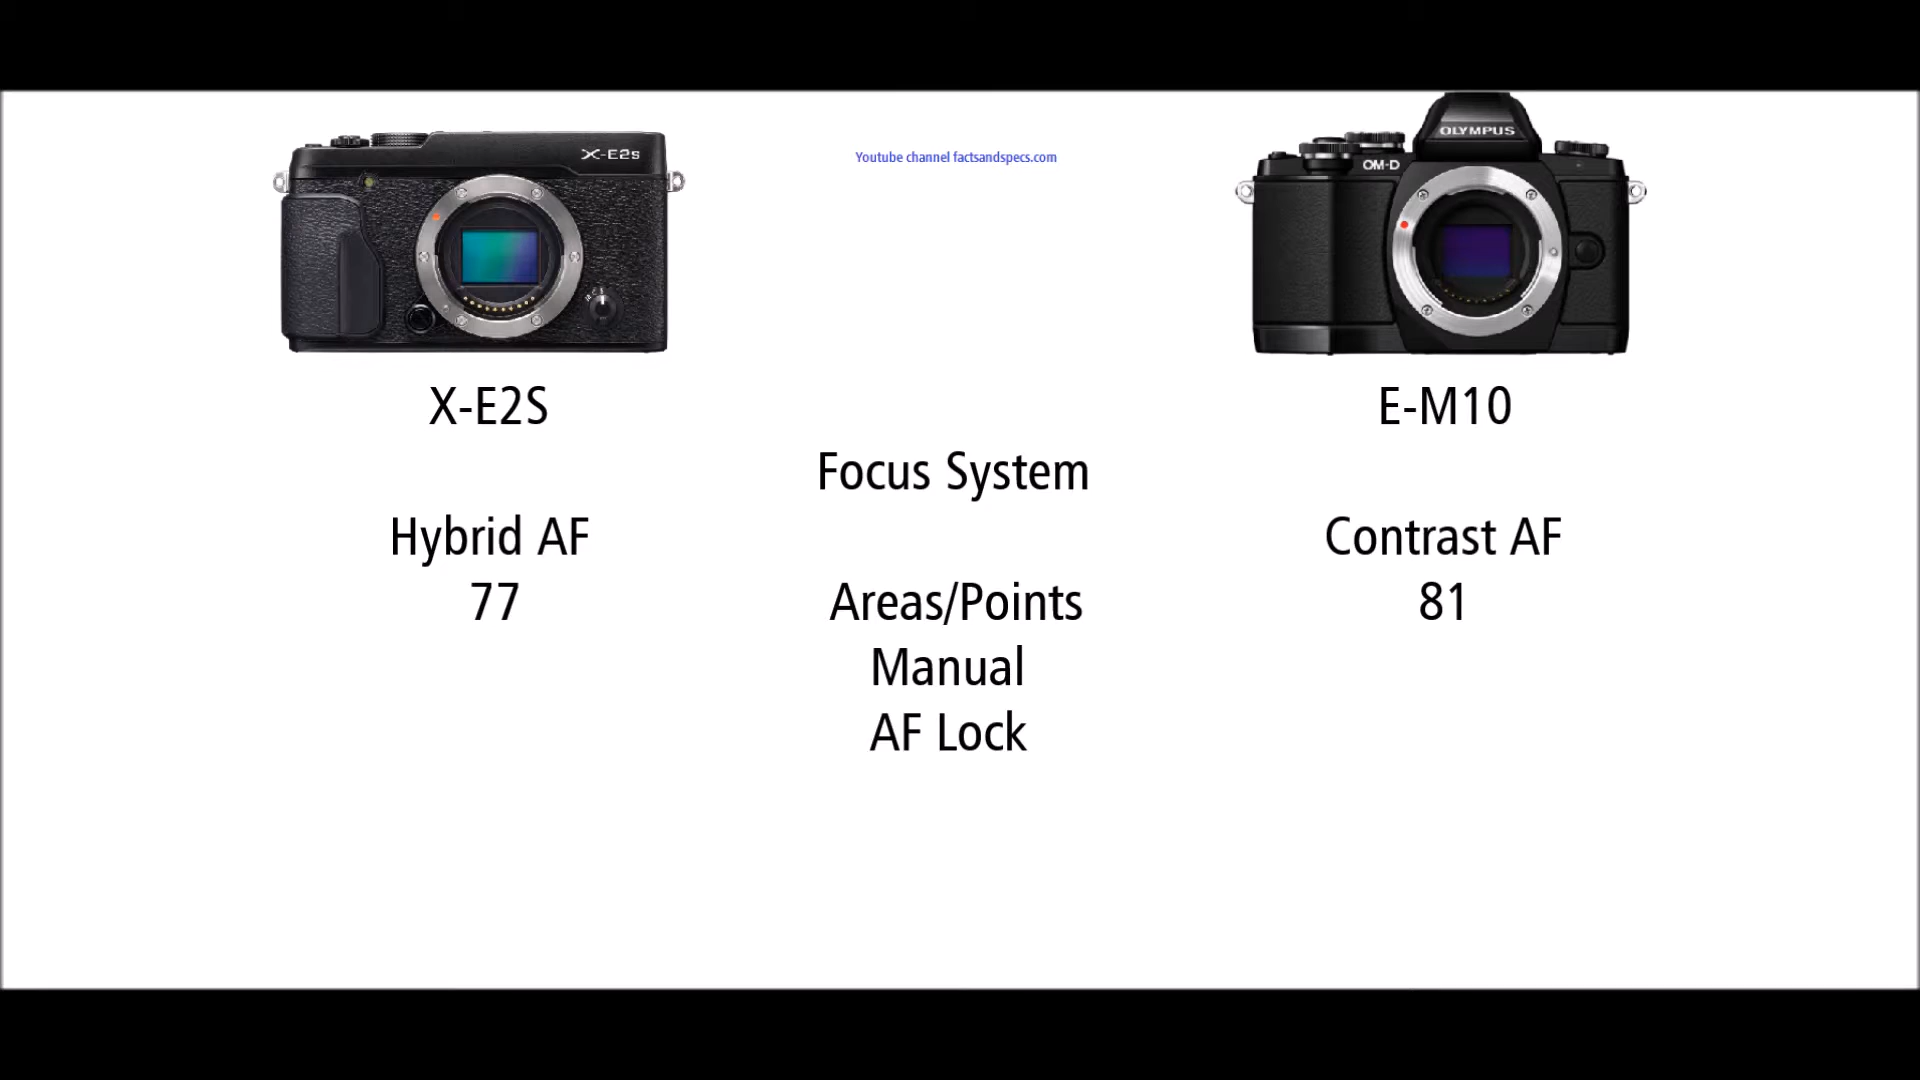 X-E2s
Youtube channel factsandspecs.com
OLYMPUS
OM-D
X-E2S
E-M10
Focus System
Hybrid AF
Contrast AF
77
Areas/Points
81
Manual
AF Lock